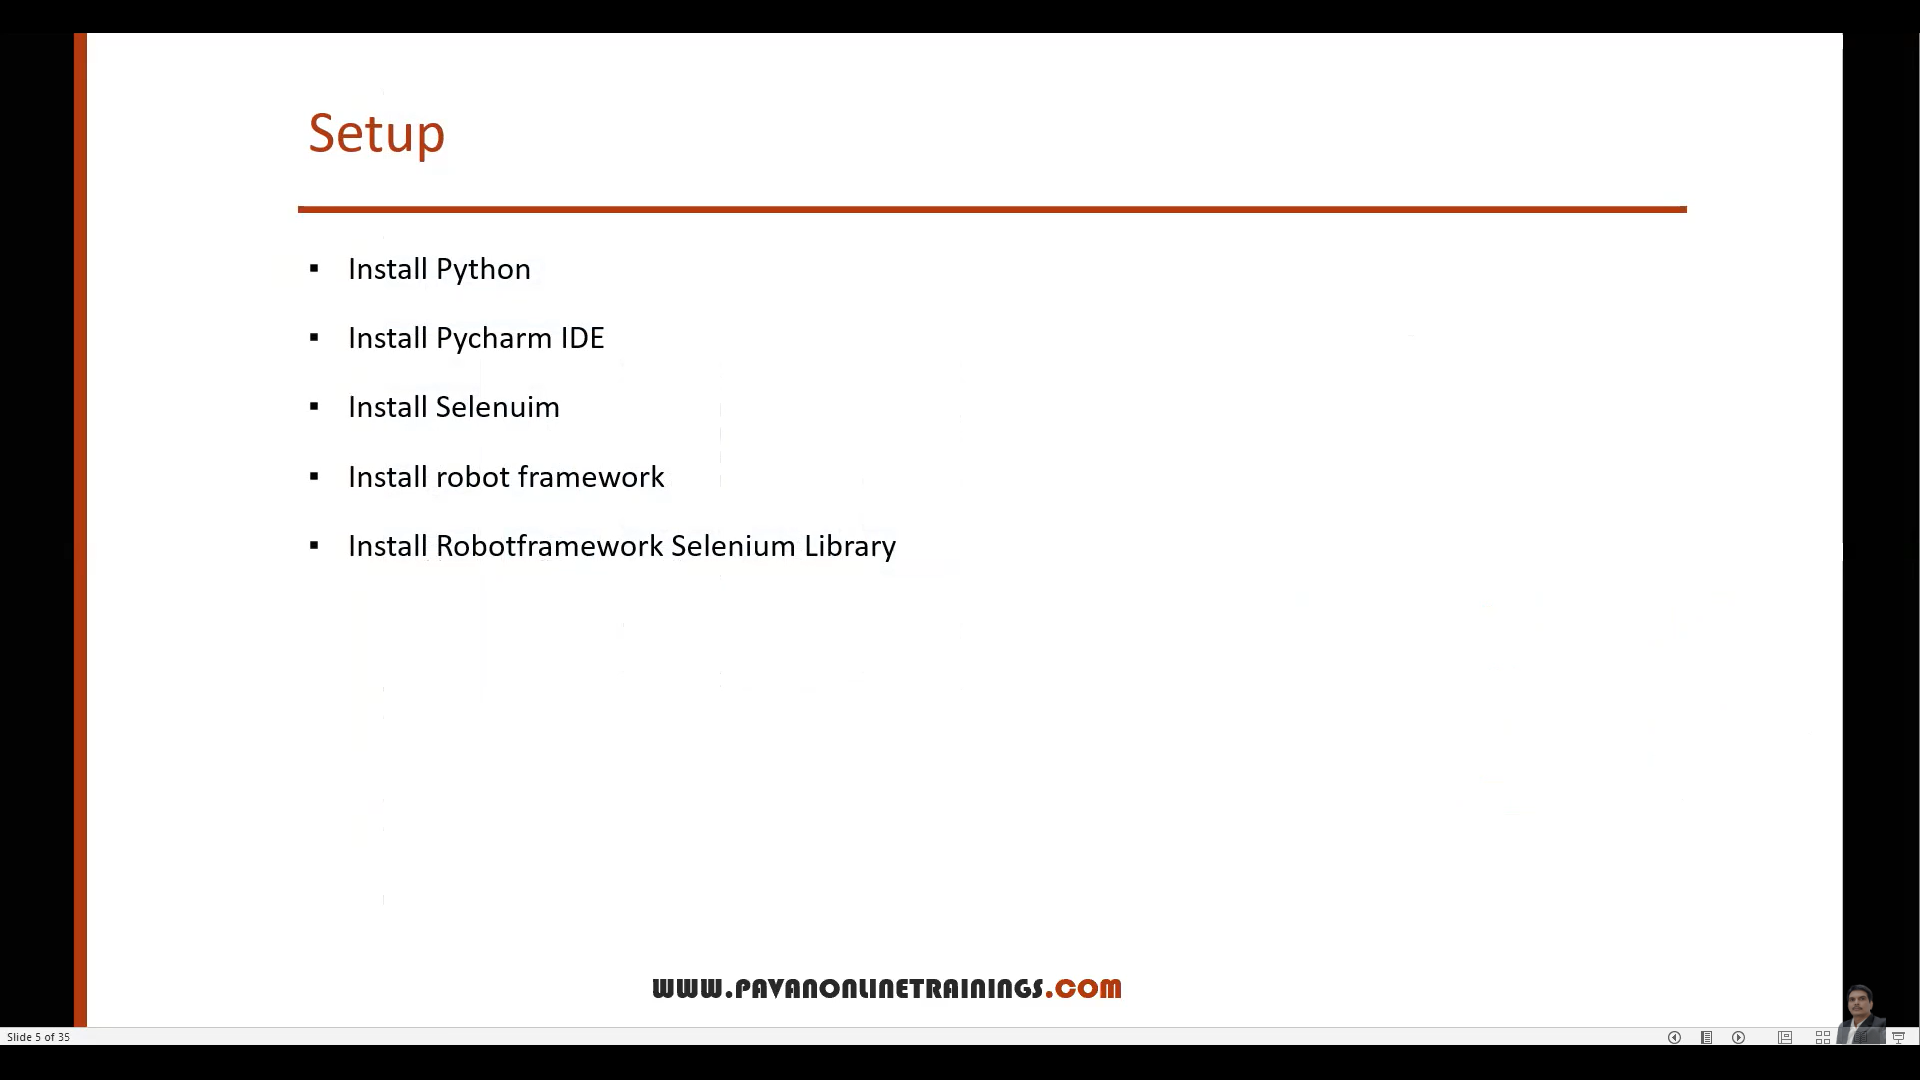 Setup
▪ Install Python
▪ Install Pycharm IDE
▪ Install Selenuim
▪ Install robot framework
▪ Install Robotframework Selenium Library
WWW.PAVANONLINETRAININGS.COM
Slide 5 of 35